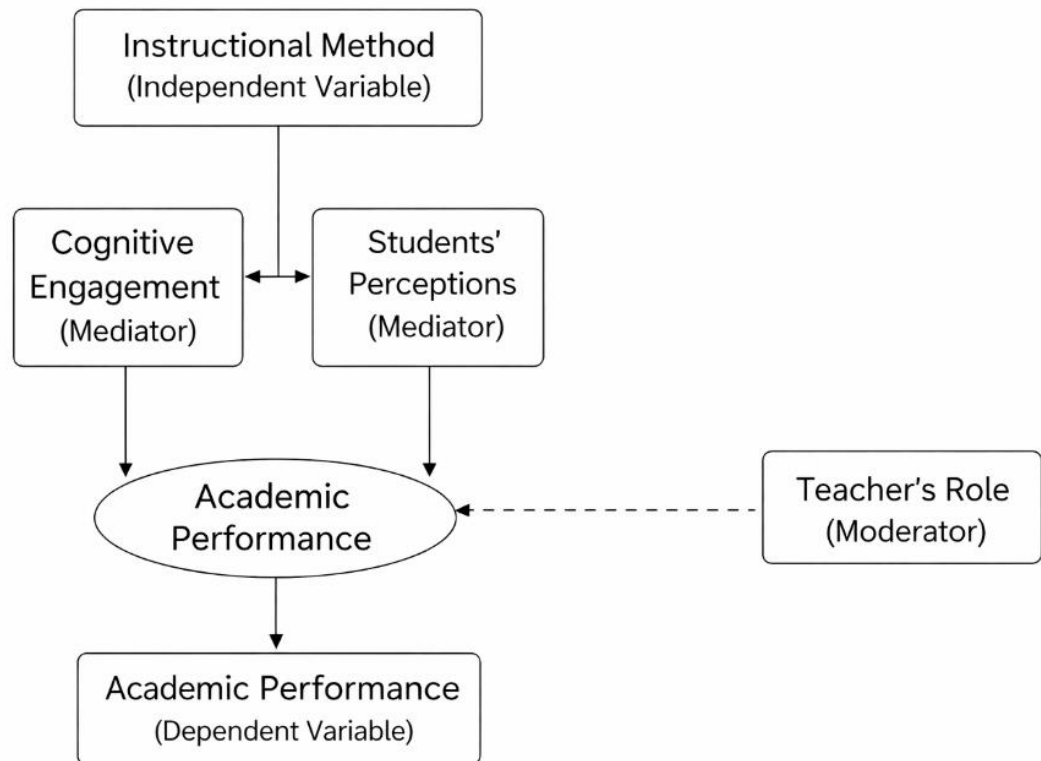 Instructional Method
(Independent Variable)
Cognitive
Engagement
(Mediator)
Students’
Perceptions
(Mediator)
Academic
Performance
Teacher’s Role
(Moderator)
Academic Performance
(Dependent Variable)